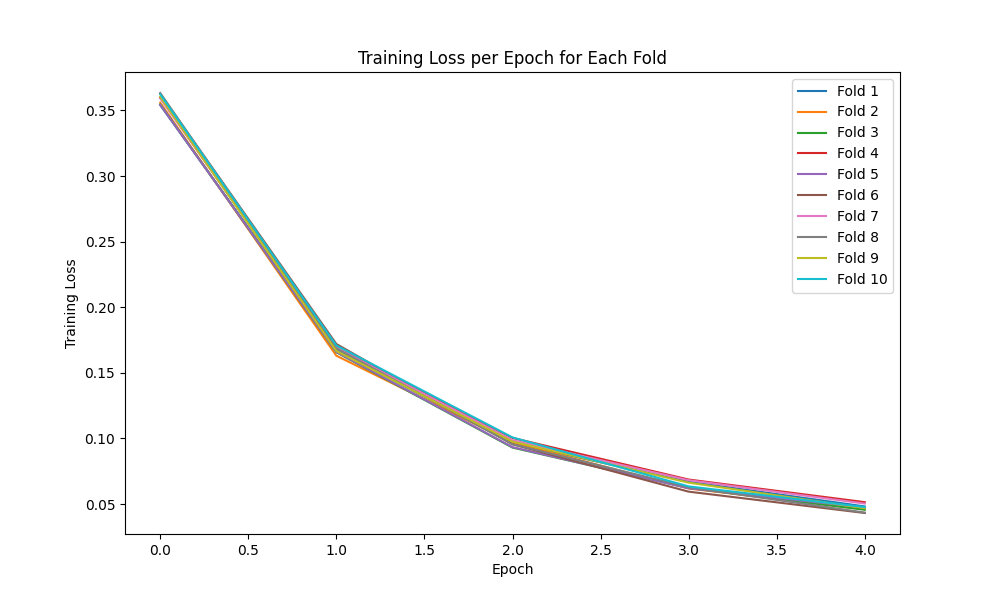 Training Loss per Epoch for Each Fold
Training Loss
0.35
0.30
0.25
0.20
0.15
0.10
0.05
Fold 1
Fold 2
Fold 3
Fold 4
Fold 5
Fold 6
Fold 7
Fold 8
Fold 9
Fold 10
0.0 0.5 1.0 1.5 2.0 2.5 3.0 3.5 4.0
Epoch